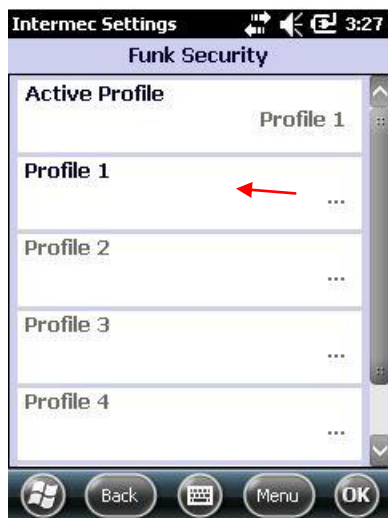 Intermec Settings 3:27
Funk Security
Active Profile
Profile 1
Profile 1
...
Profile 2
...
Profile 3
...
Profile 4
...
Back Menu OK